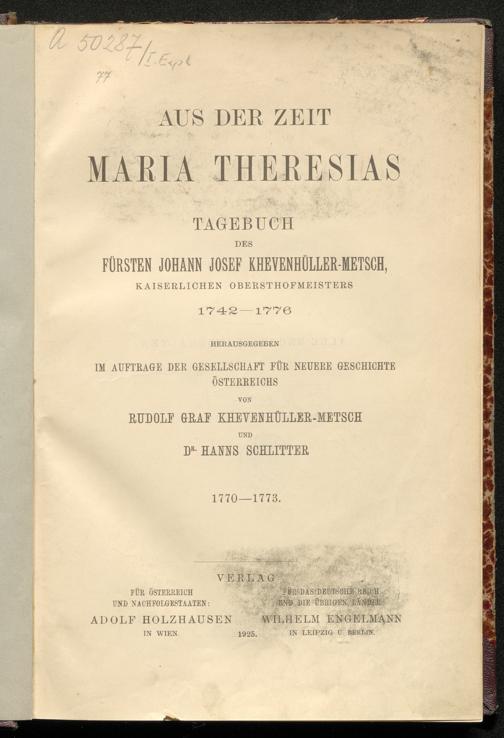 A 50287/I. Expl
77
AUS DER ZEIT
MARIA THERESIAS
TAGEBUCH
DES
FÜRSTEN JOHANN JOSEF KHEVENHÜLLER-METSCH,
KAISERLICHEN OBERSTHOFMEISTERS
1742—1776
HERAUSGEGEBEN
IM AUFTRAGE DER GESELLSCHAFT FÜR NEUERE GESCHICHTE
ÖSTERREICHS
VON
RUDOLF GRAF KHEVENHÜLLER-METSCH
UND
DR. HANNS SCHLITTER
1770—1773.
VERLAG
FÜR ÖSTERREICH
UND NACHFOLGESTAATEN:
ADOLF HOLZHAUSEN
IN WIEN.
1925.
FÜR DAS DEUTSCHE REICH
UND DIE ÜBRIGEN LÄNDER:
WILHELM ENGELMANN
IN LEIPZIG U. BERLIN.